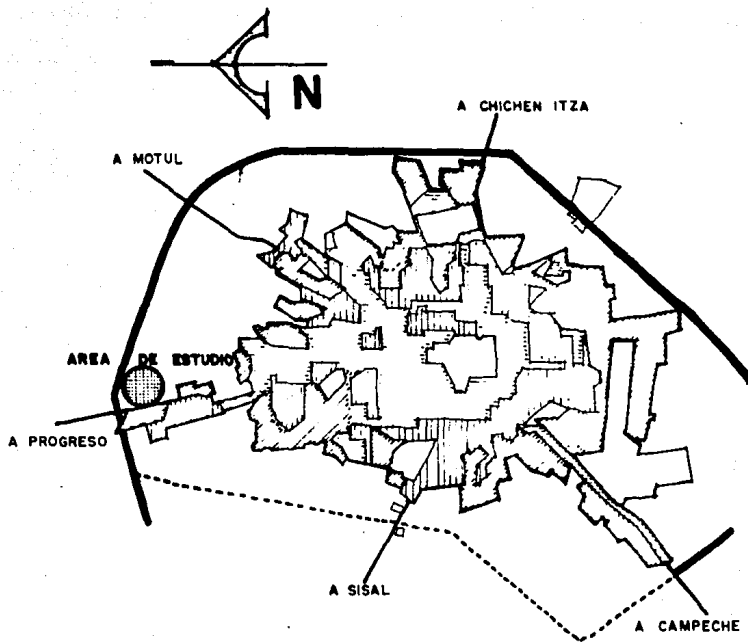 N
A CHICHEN ITZA
A MOTUL
AREA DE ESTUDIO
A PROGRESO
A SISAL
A CAMPECHE